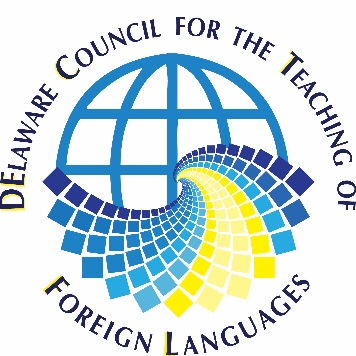 DELAWARE COUNCIL FOR THE TEACHING OF
FOREIGN LANGUAGES